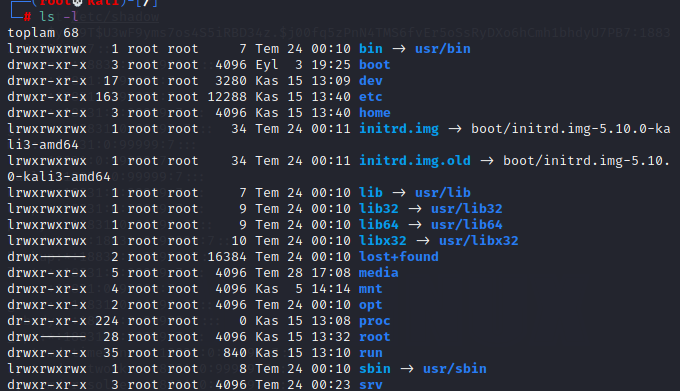 (root💀kali)-[/]
# ls -l
toplam 68
lrwxrwxrwx 1 root root 7 Tem 24 00:10 bin → usr/bin
drwxr-xr-x 3 root root 4096 Eyl 3 19:25 boot
drwxr-xr-x 17 root root 3280 Kas 15 13:09 dev
drwxr-xr-x 163 root root 12288 Kas 15 13:40 etc
drwxr-xr-x 3 root root 4096 Kas 15 13:40 home
lrwxrwxrwx 1 root root 34 Tem 24 00:11 initrd.img → boot/initrd.img-5.10.0-ka
li3-amd64
lrwxrwxrwx 1 root root 34 Tem 24 00:11 initrd.img.old → boot/initrd.img-5.10.
0-kali3-amd64
lrwxrwxrwx 1 root root 7 Tem 24 00:10 lib → usr/lib
lrwxrwxrwx 1 root root 9 Tem 24 00:10 lib32 → usr/lib32
lrwxrwxrwx 1 root root 9 Tem 24 00:10 lib64 → usr/lib64
lrwxrwxrwx 1 root root 10 Tem 24 00:10 libx32 → usr/libx32
drwx------ 2 root root 16384 Tem 24 00:10 lost+found
drwxr-xr-x 5 root root 4096 Tem 28 17:08 media
drwxr-xr-x 4 root root 4096 Kas 5 14:14 mnt
drwxr-xr-x 2 root root 4096 Tem 24 00:10 opt
dr-xr-xr-x 224 root root 0 Kas 15 13:08 proc
drwx------ 28 root root 4096 Kas 15 13:32 root
drwxr-xr-x 35 root root 840 Kas 15 13:10 run
lrwxrwxrwx 1 root root 8 Tem 24 00:10 sbin → usr/sbin
drwxr-xr-x 3 root root 4096 Tem 24 00:23 srv